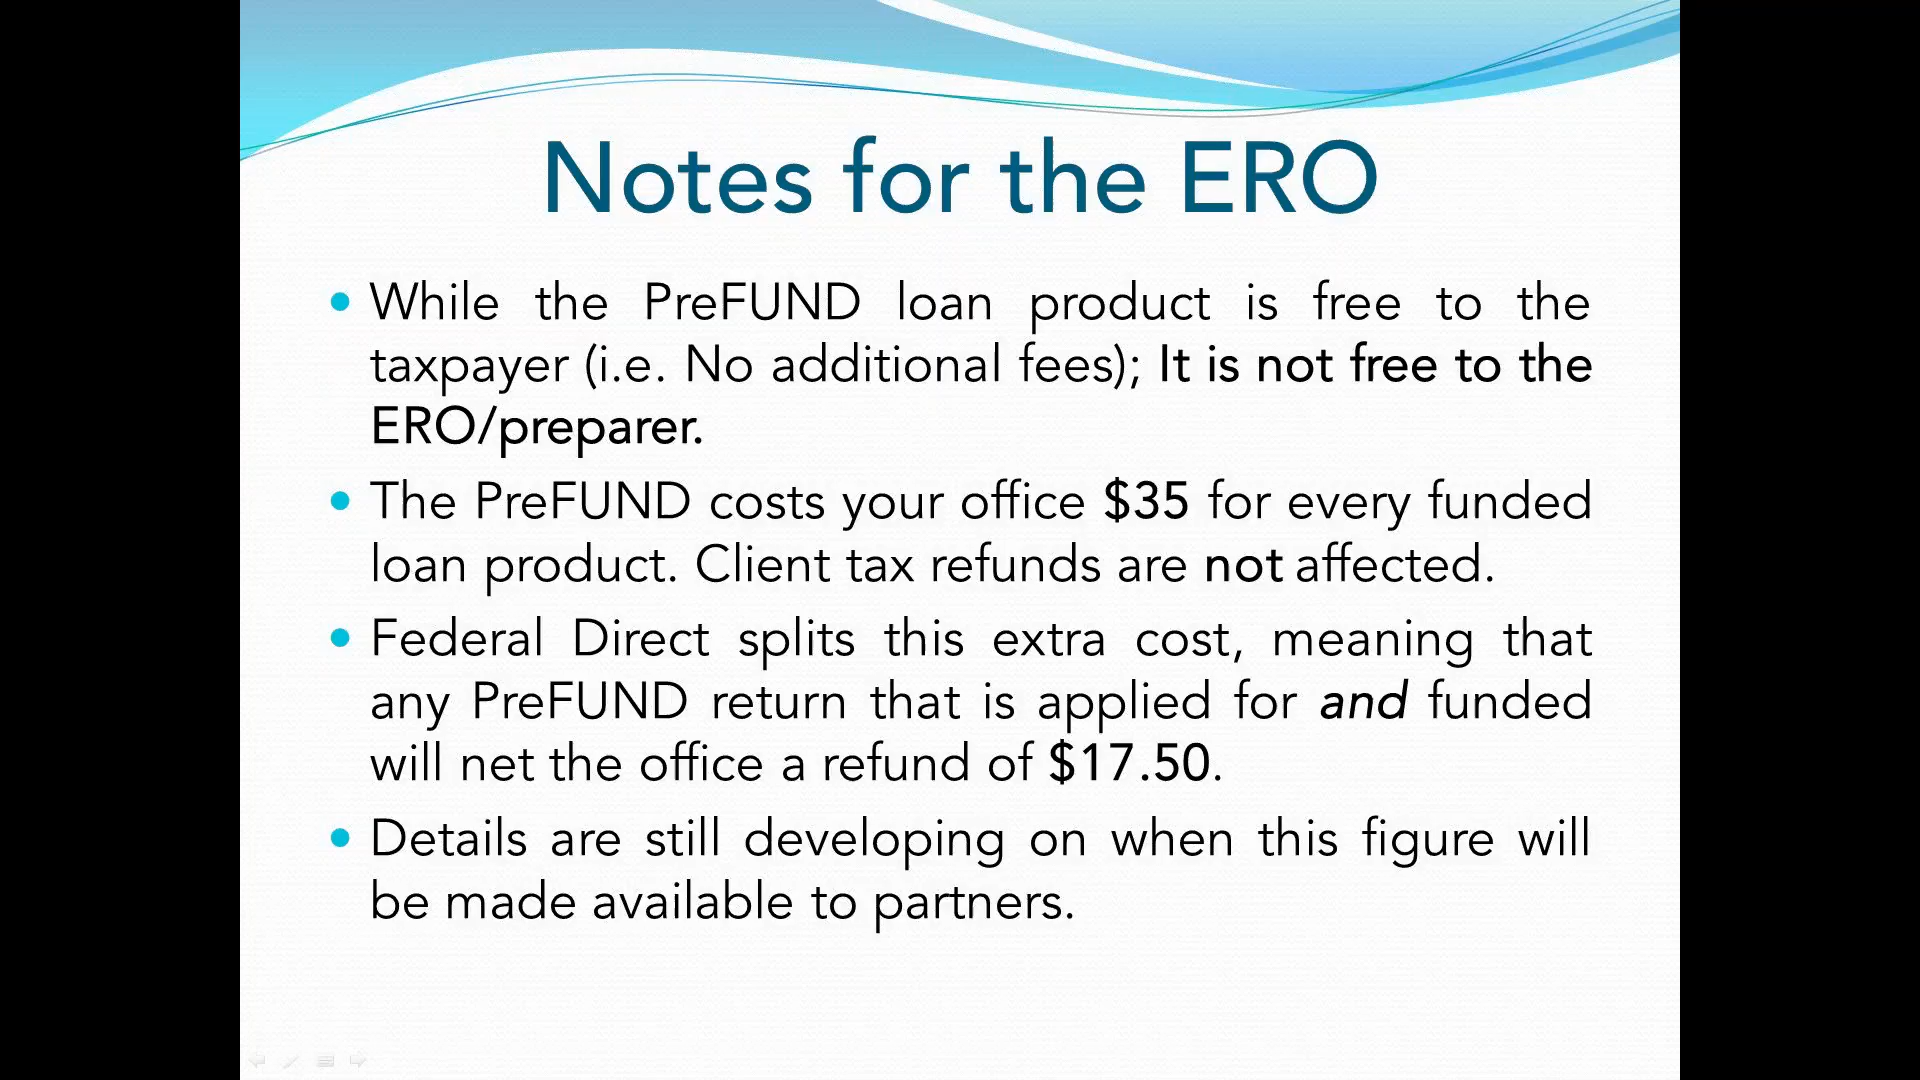 Notes for the ERO
While the PreFUND loan product is free to the
taxpayer (i.e. No additional fees); It is not free to the
ERO/preparer.
The PreFUND costs your office $35 for every funded
loan product. Client tax refunds are not affected.
Federal Direct splits this extra cost, meaning that
any PreFUND return that is applied for and funded
will net the office a refund of $17.50.
Details are still developing on when this figure will
be made available to partners.